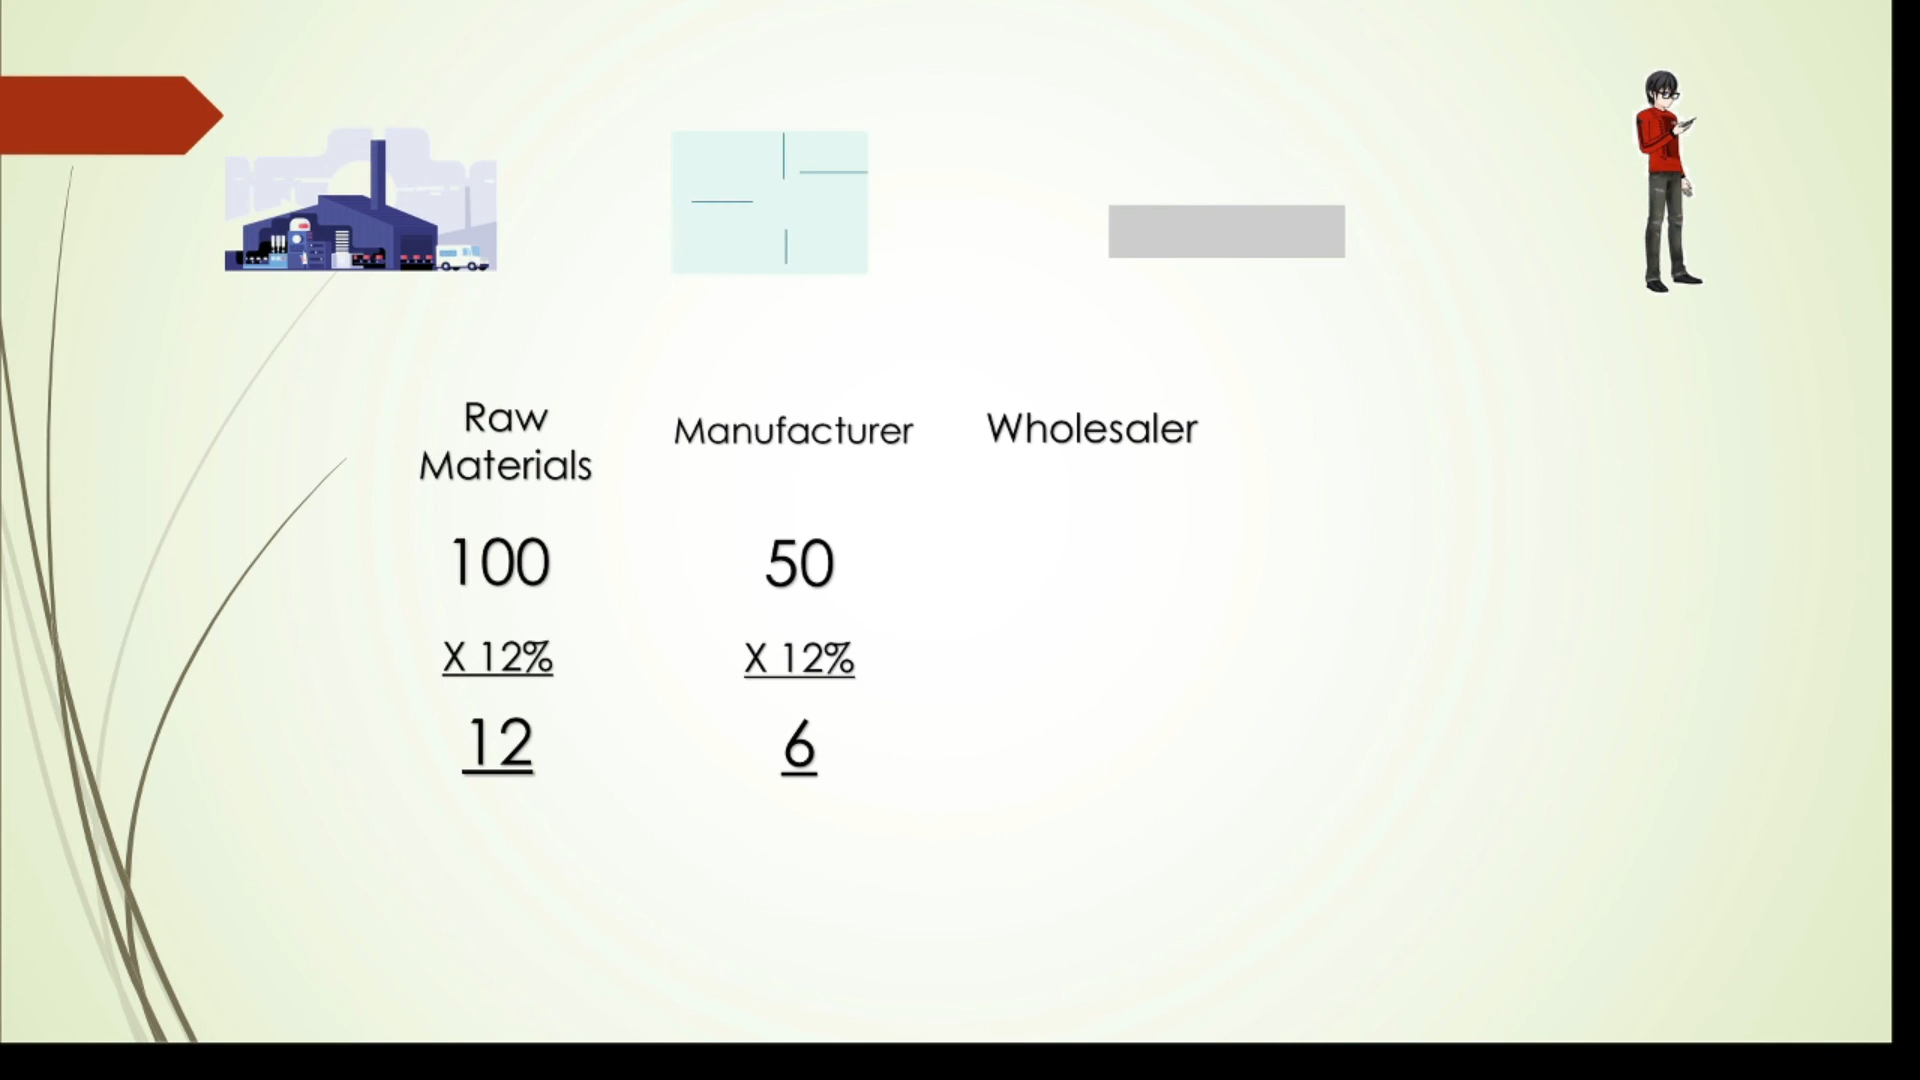 Raw
Materials
Manufacturer
Wholesaler
100
50
X 12%
X 12%
12
6